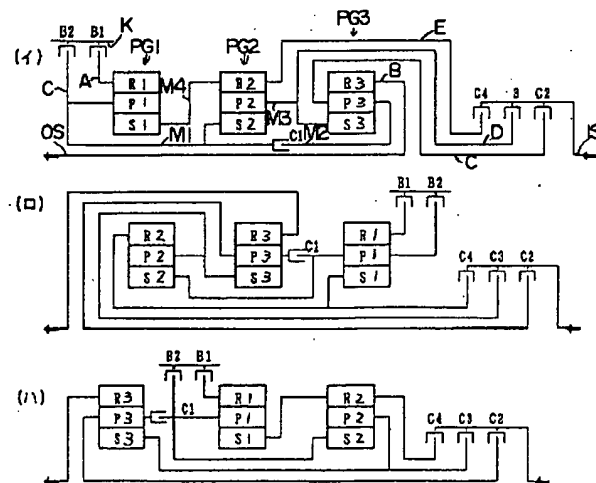 B2 B1 K PG1 PG2 PG3 E
(イ)
A R1 M4 R2 R3 B
C P1 P2 M3 P3 C4 3 C2
S1 S2 S3
OS M C1 M2 D IS
C
(ロ)
B1 B2
R2 R3 C1 R1
P2 P3 P1 C4 C3 C2
S2 S3 S1
(ハ)
B2 B1
R3 C1 R1 R2
P3 P1 P2 C4 C3 C2
S3 S1 S2